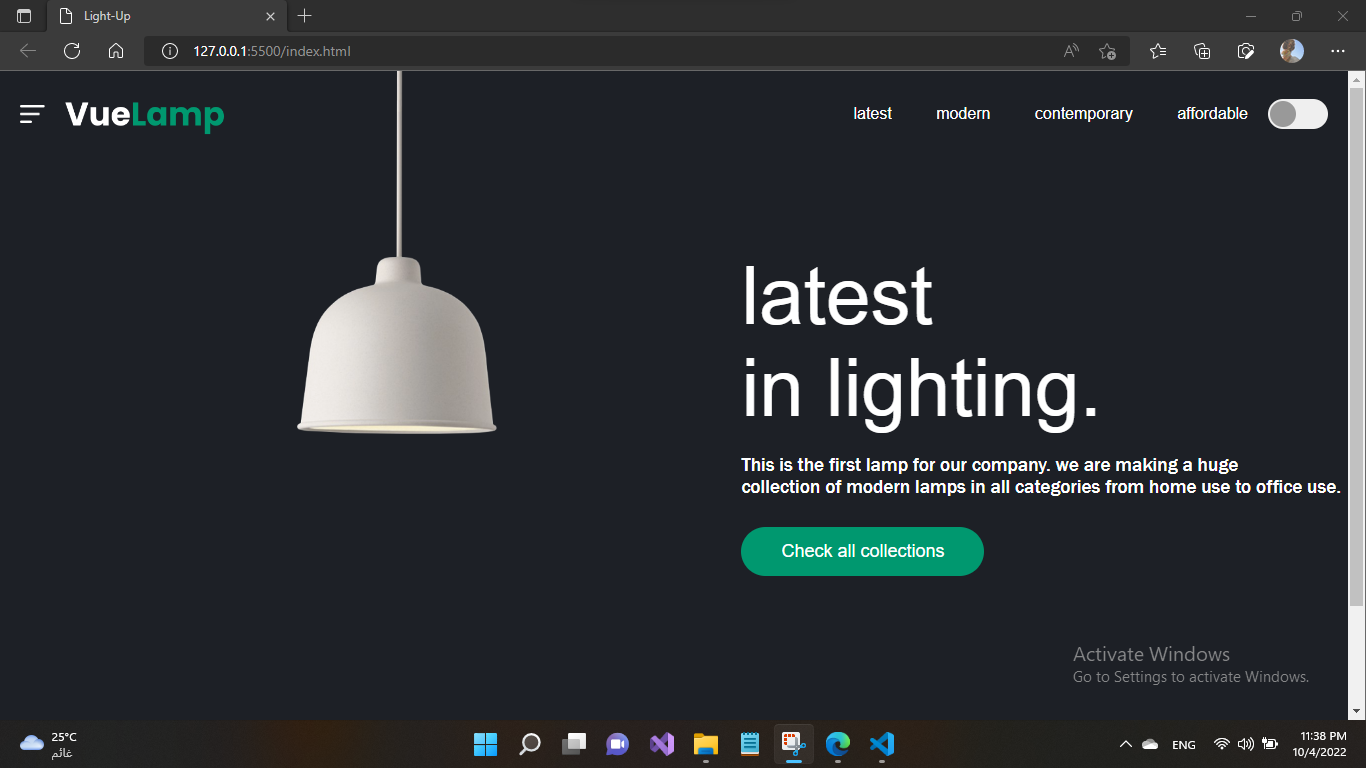 Light-Up
127.0.0.1:5500/index.html
VueLamp
latest
modern
contemporary
affordable
latest
in lighting.
This is the first lamp for our company. we are making a huge
collection of modern lamps in all categories from home use to office use.
Check all collections
Activate Windows
Go to Settings to activate Windows.
25°C
غائم
ENG
11:38 PM
10/4/2022